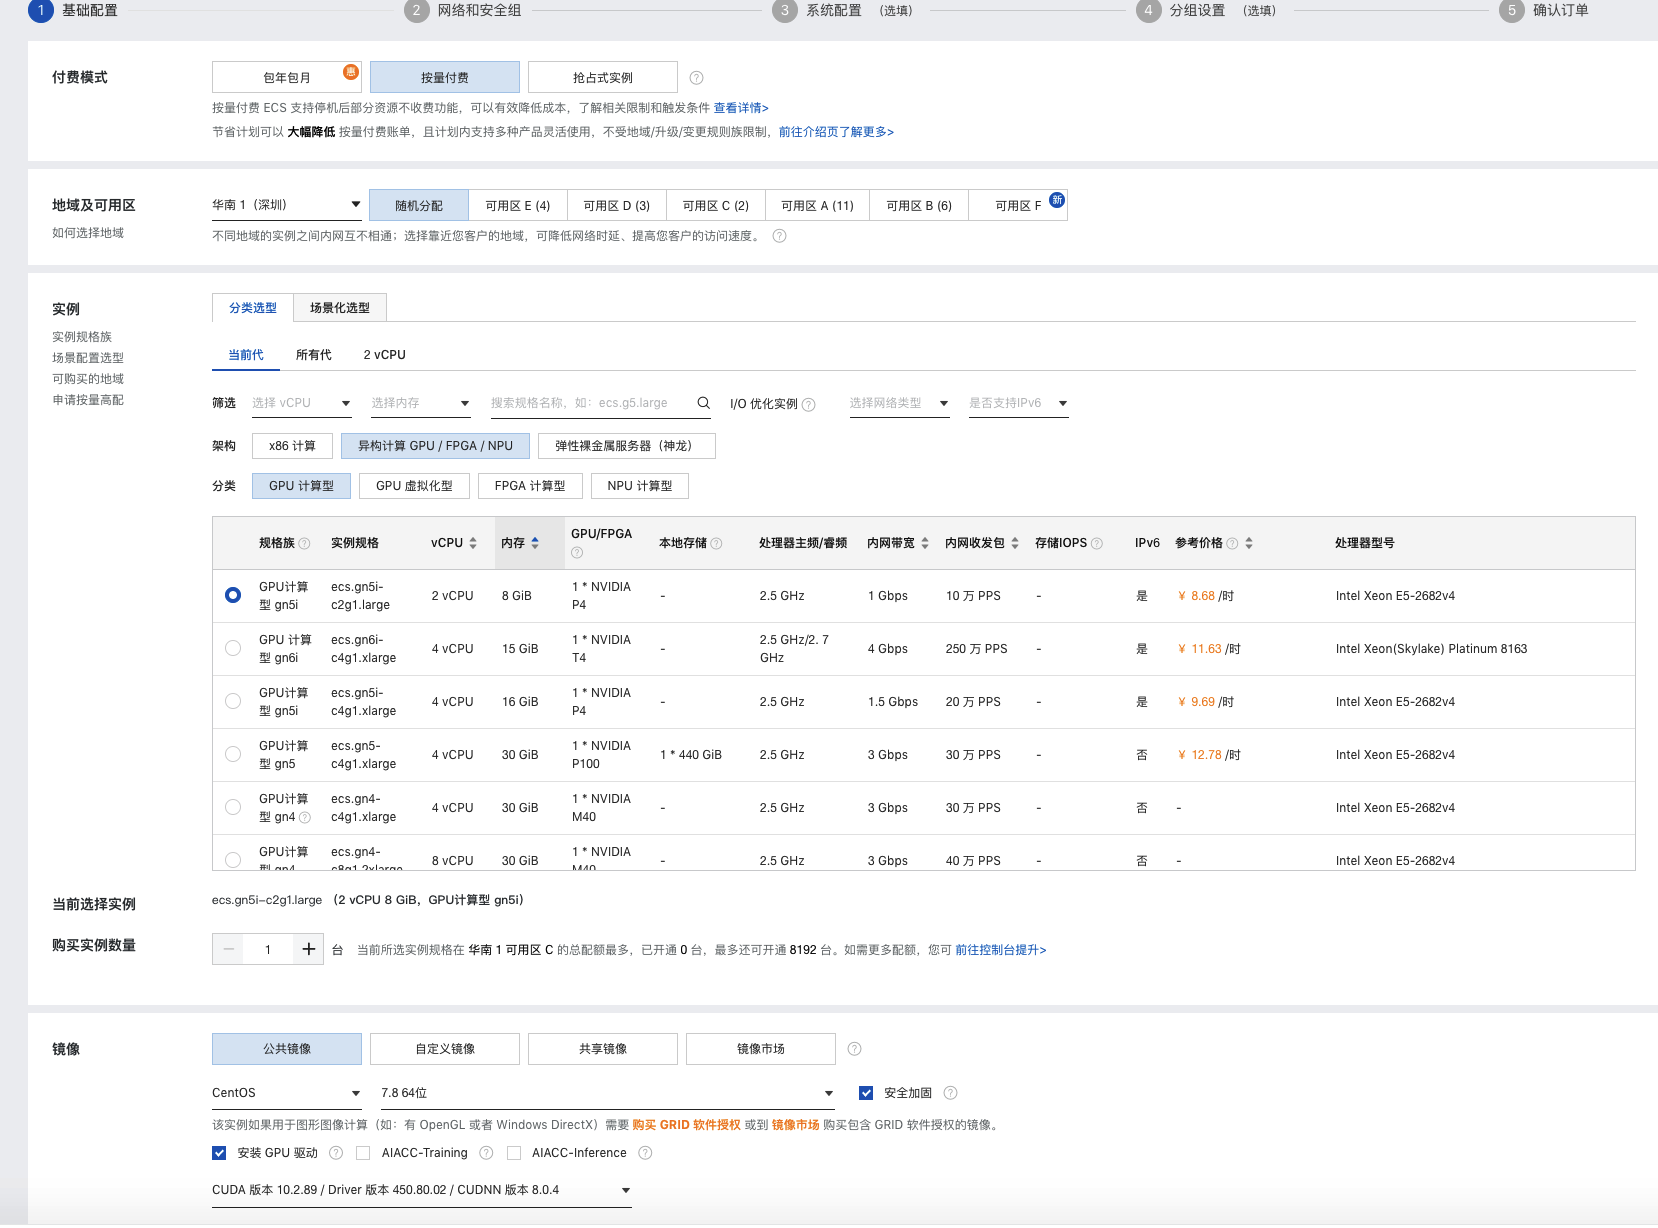 1 基础配置 2 网络和安全组 3 系统配置 （选填） 4 分组设置 （选填） 5 确认订单
付费模式 包年包月 惠 按量付费 抢占式实例 ?
按量付费 ECS 支持停机后部分资源不收费功能，可以有效降低成本，了解相关限制和触发条件 查看详情>
节省计划可以 大幅降低 按量付费账单，且计划内支持多种产品灵活使用，不受地域/升级/变更规则族限制，前往介绍页了解更多>
地域及可用区 华南 1（深圳） 随机分配 可用区 E (4) 可用区 D (3) 可用区 C (2) 可用区 A (11) 可用区 B (6) 可用区 F 新
如何选择地域 不同地域的实例之间内网互不相通；选择靠近您客户的地域，可降低网络时延、提高您客户的访问速度。 ?
实例 分类选型 场景化选型
实例规格族
场景配置选型
可购买的地域
申请按量高配
当前代 所有代 2 vCPU
筛选 选择 vCPU 选择内存 搜索规格名称，如：ecs.g5.large I/O 优化实例 ? 选择网络类型 是否支持IPv6
架构 x86 计算 异构计算 GPU / FPGA / NPU 弹性裸金属服务器（神龙）
分类 GPU 计算型 GPU 虚拟化型 FPGA 计算型 NPU 计算型
规格族 ? 实例规格 vCPU 内存 GPU/FPGA ? 本地存储 ? 处理器主频/睿频 内网带宽 内网收发包 存储IOPS ? IPv6 参考价格 ? 处理器型号
GPU计算型 gn5i ecs.gn5i-c2g1.large 2 vCPU 8 GiB 1 * NVIDIA P4 - 2.5 GHz 1 Gbps 10 万 PPS - 是 ¥ 8.68 /时 Intel Xeon E5-2682v4
GPU 计算型 gn6i ecs.gn6i-c4g1.xlarge 4 vCPU 15 GiB 1 * NVIDIA T4 - 2.5 GHz/2. 7 GHz 4 Gbps 250 万 PPS - 是 ¥ 11.63 /时 Intel Xeon(Skylake) Platinum 8163
GPU计算型 gn5i ecs.gn5i-c4g1.xlarge 4 vCPU 16 GiB 1 * NVIDIA P4 - 2.5 GHz 1.5 Gbps 20 万 PPS - 是 ¥ 9.69 /时 Intel Xeon E5-2682v4
GPU计算型 gn5 ecs.gn5-c4g1.xlarge 4 vCPU 30 GiB 1 * NVIDIA P100 1 * 440 GiB 2.5 GHz 3 Gbps 30 万 PPS - 否 ¥ 12.78 /时 Intel Xeon E5-2682v4
GPU计算型 gn4 ? ecs.gn4-c4g1.xlarge 4 vCPU 30 GiB 1 * NVIDIA M40 - 2.5 GHz 3 Gbps 30 万 PPS - 否 - Intel Xeon E5-2682v4
GPU计算型 gn4 ecs.gn4-c8g1.2xlarge 8 vCPU 30 GiB 1 * NVIDIA M40 - 2.5 GHz 3 Gbps 40 万 PPS - 否 - Intel Xeon E5-2682v4
当前选择实例 ecs.gn5i-c2g1.large （2 vCPU 8 GiB，GPU计算型 gn5i）
购买实例数量 − 1 + 台 当前所选实例规格在 华南 1 可用区 C 的总配额最多，已开通 0 台，最多还可开通 8192 台。如需更多配额，您可 前往控制台提升>
镜像 公共镜像 自定义镜像 共享镜像 镜像市场 ?
CentOS 7.8 64位 安全加固 ?
该实例如果用于图形图像计算（如：有 OpenGL 或者 Windows DirectX）需要 购买 GRID 软件授权 或到 镜像市场 购买包含 GRID 软件授权的镜像。
安装 GPU 驱动 ? AIACC-Training ? AIACC-Inference ?
CUDA 版本 10.2.89 / Driver 版本 450.80.02 / CUDNN 版本 8.0.4